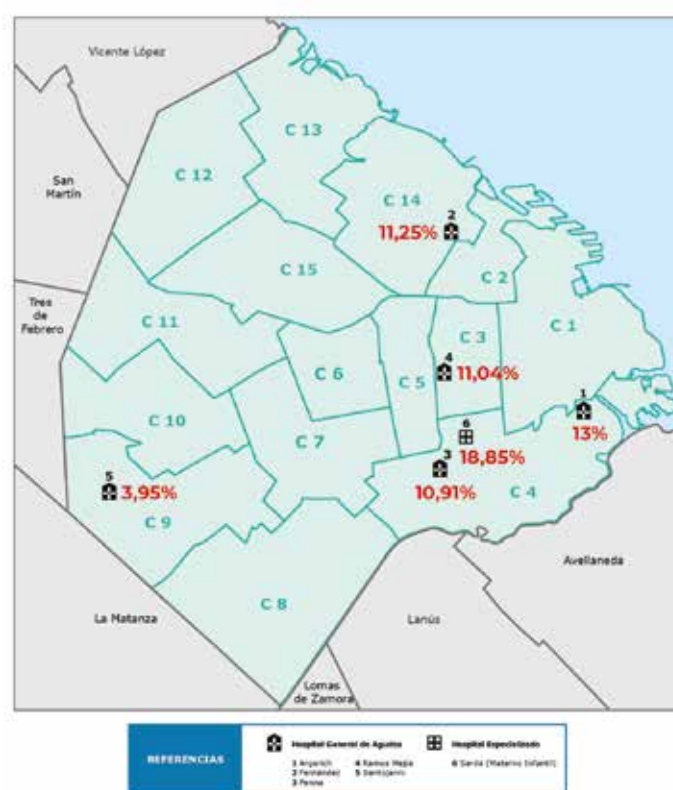 Vicente López
C 13
C 12
San
Martín
C 14
2
11,25%
C 15
C 2
Tres
de
Febrero
C 11
C 1
C 3
C 6
C 5
4
11,04%
1
13%
C 10
6
18,85%
C 7
3
10,91%
C 4
5
3,95%
C 9
Avellaneda
C 8
La Matanza
Lanús
Lomas
de Zamora
REFERENCIAS
Hospital General de Agudos
Hospital Especializado
1 Argerich
4 Ramos Mejía
6 Sardá (Materno Infantil)
2 Fernández
5 Santojanni
3 Penna